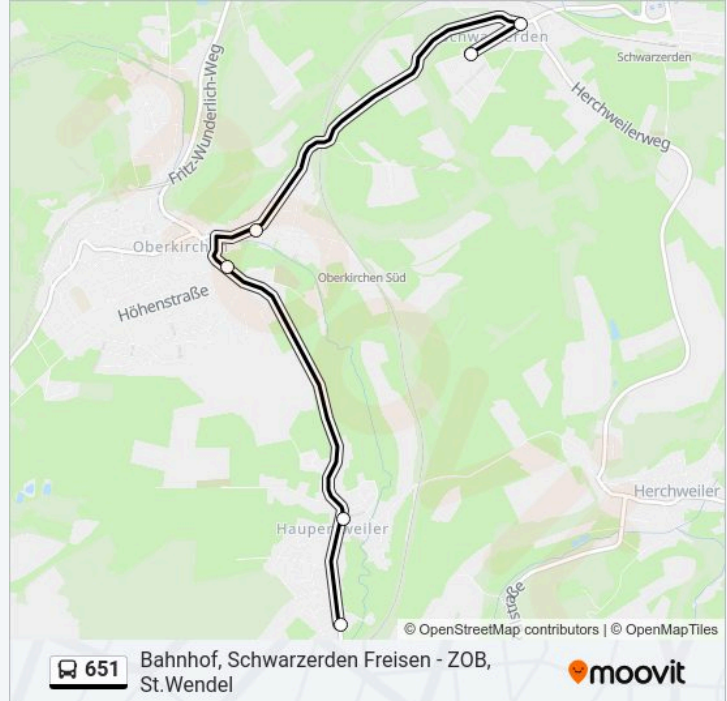 Schwarzerden
Schwarzerden
Herchweilerweg
Fritz-Wunderlich-Weg
Oberkirchen
Oberkirchen Süd
Höhenstraße
Herchweiler
Haupersweiler
© OpenStreetMap contributors | © OpenMapTiles
651
Bahnhof, Schwarzerden Freisen - ZOB,
St.Wendel
moovit